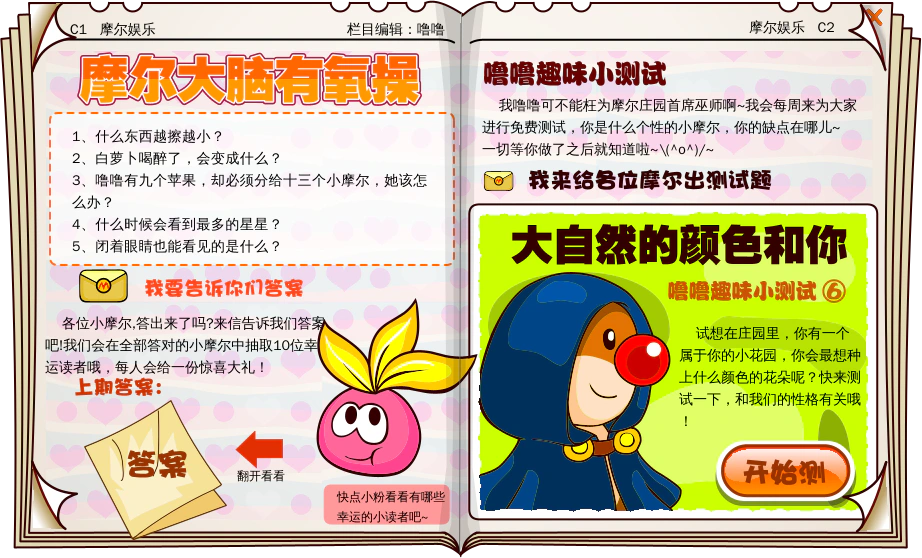 C1 摩尔娱乐
栏目编辑：噜噜
摩尔大脑有氧操
1、什么东西越擦越小？
2、白萝卜喝醉了，会变成什么？
3、噜噜有九个苹果，却必须分给十三个小摩尔，她该怎
么办？
4、什么时候会看到最多的星星？
5、闭着眼睛也能看见的是什么？
我要告诉你们答案
各位小摩尔,答出来了吗?来信告诉我们答案
吧!我们会在全部答对的小摩尔中抽取10位幸
运读者哦，每人会给一份惊喜大礼！
上期答案:
答案
翻开看看
快点小粉看看有哪些
幸运的小读者吧~
摩尔娱乐 C2
噜噜趣味小测试
我噜噜可不能枉为摩尔庄园首席巫师啊~我会每周来为大家
进行免费测试，你是什么个性的小摩尔，你的缺点在哪儿~
一切等你做了之后就知道啦~\(^o^)/~
我来给各位摩尔出测试题
大自然的颜色和你
噜噜趣味小测试 ⑥
试想在庄园里，你有一个
属于你的小花园，你会最想种
上什么颜色的花朵呢？快来测
试一下，和我们的性格有关哦
！
开始测